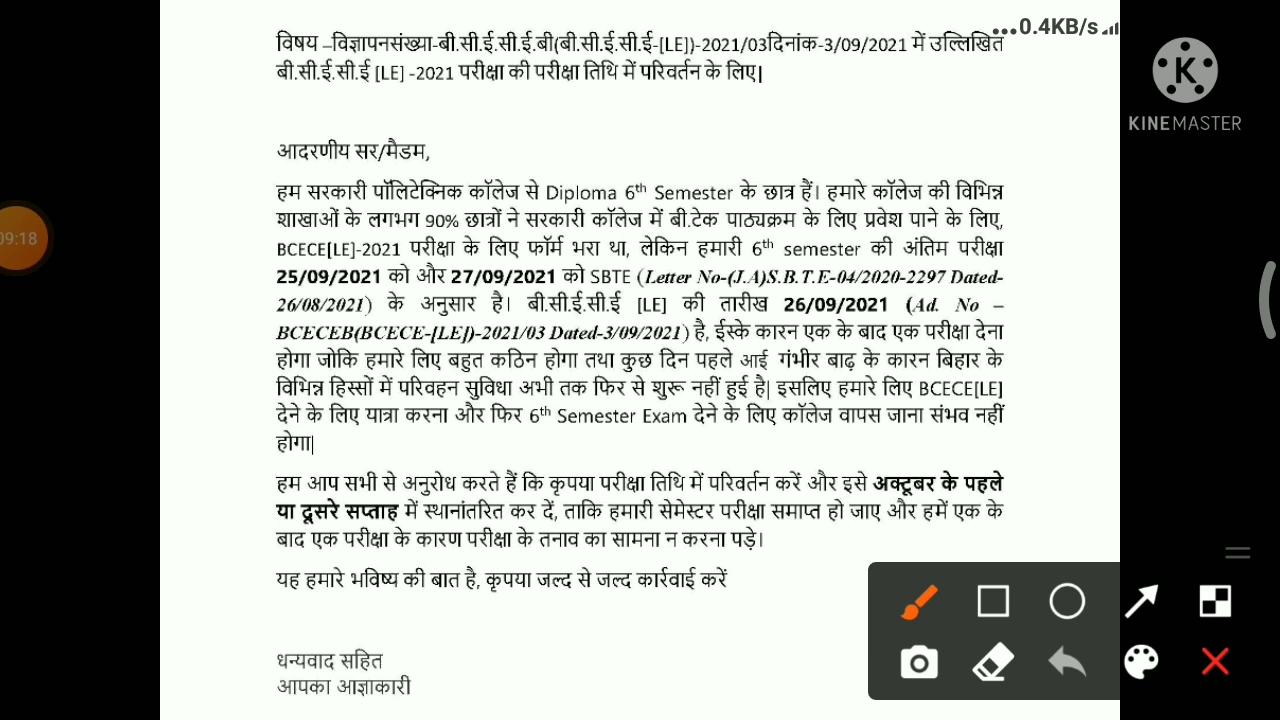 ...0.4KB/s
विषय –विज्ञापनसंख्या-बी.सी.ई.सी.ई.बी(बी.सी.ई.सी.ई-[LE])-2021/03दिनांक-3/09/2021 में उल्लिखित
बी.सी.ई.सी.ई [LE] -2021 परीक्षा की परीक्षा तिथि में परिवर्तन के लिए|
KINEMASTER
आदरणीय सर/मैडम,
हम सरकारी पॉलिटेक्निक कॉलेज से Diploma 6th Semester के छात्र हैं। हमारे कॉलेज की विभिन्न
शाखाओं के लगभग 90% छात्रों ने सरकारी कॉलेज में बी.टेक पाठ्यक्रम के लिए प्रवेश पाने के लिए,
09:18
BCECE[LE]-2021 परीक्षा के लिए फॉर्म भरा था, लेकिन हमारी 6th semester की अंतिम परीक्षा
25/09/2021 को और 27/09/2021 को SBTE (Letter No-(J.A)S.B.T.E-04/2020-2297 Dated-
26/08/2021) के अनुसार है। बी.सी.ई.सी.ई [LE] की तारीख 26/09/2021 (Ad. No –
BCECEB(BCECE-[LE])-2021/03 Dated-3/09/2021) है, ईस्के कारन एक के बाद एक परीक्षा देना
होगा जोकि हमारे लिए बहुत कठिन होगा तथा कुछ दिन पहले आई गंभीर बाढ़ के कारन बिहार के
विभिन्न हिस्सों में परिवहन सुविधा अभी तक फिर से शुरू नहीं हुई है| इसलिए हमारे लिए BCECE[LE]
देने के लिए यात्रा करना और फिर 6th Semester Exam देने के लिए कॉलेज वापस जाना संभव नहीं
होगा|
हम आप सभी से अनुरोध करते हैं कि कृपया परीक्षा तिथि में परिवर्तन करें और इसे अक्टूबर के पहले
या दूसरे सप्ताह में स्थानांतरित कर दें, ताकि हमारी सेमेस्टर परीक्षा समाप्त हो जाए और हमें एक के
बाद एक परीक्षा के कारण परीक्षा के तनाव का सामना न करना पड़े।
यह हमारे भविष्य की बात है, कृपया जल्द से जल्द कार्रवाई करें
धन्यवाद सहित
आपका आज्ञाकारी